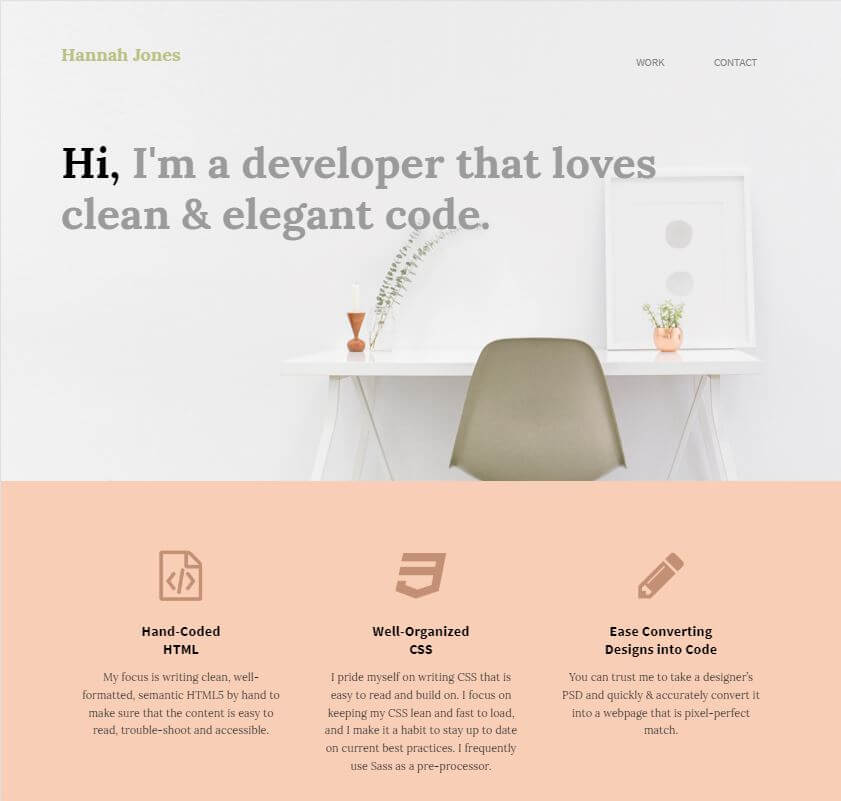 Hannah Jones
WORK CONTACT
Hi, I'm a developer that loves
clean & elegant code.
Hand-Coded
HTML
My focus is writing clean, well-
formatted, semantic HTML5 by hand to
make sure that the content is easy to
read, trouble-shoot and accessible.
Well-Organized
CSS
I pride myself on writing CSS that is
easy to read and build on. I focus on
keeping my CSS lean and fast to load,
and I make it a habit to stay up to date
on current best practices. I frequently
use Sass as a pre-processor.
Ease Converting
Designs into Code
You can trust me to take a designer's
PSD and quickly & accurately convert it
into a webpage that is pixel-perfect
match.